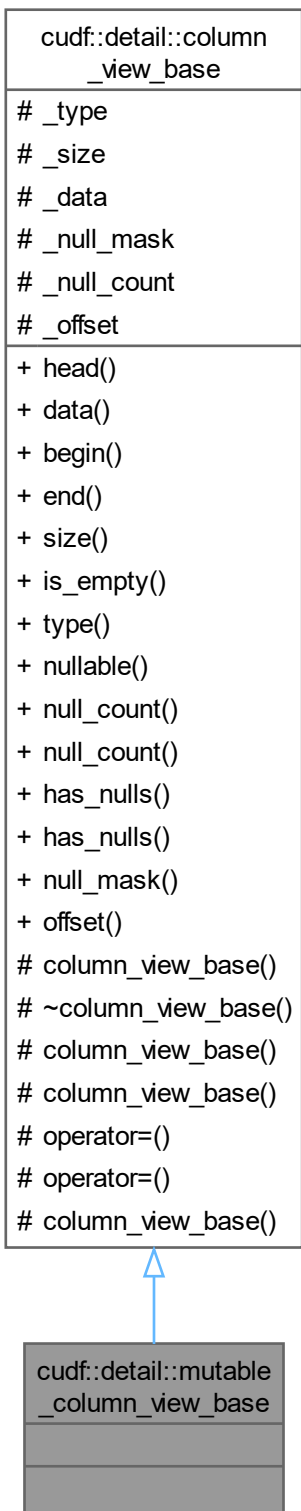 cudf::detail::column
_view_base
# _type
# _size
# _data
# _null_mask
# _null_count
# _offset
+ head()
+ data()
+ begin()
+ end()
+ size()
+ is_empty()
+ type()
+ nullable()
+ null_count()
+ null_count()
+ has_nulls()
+ has_nulls()
+ null_mask()
+ offset()
# column_view_base()
# ~column_view_base()
# column_view_base()
# column_view_base()
# operator=()
# operator=()
# column_view_base()
cudf::detail::mutable
_column_view_base